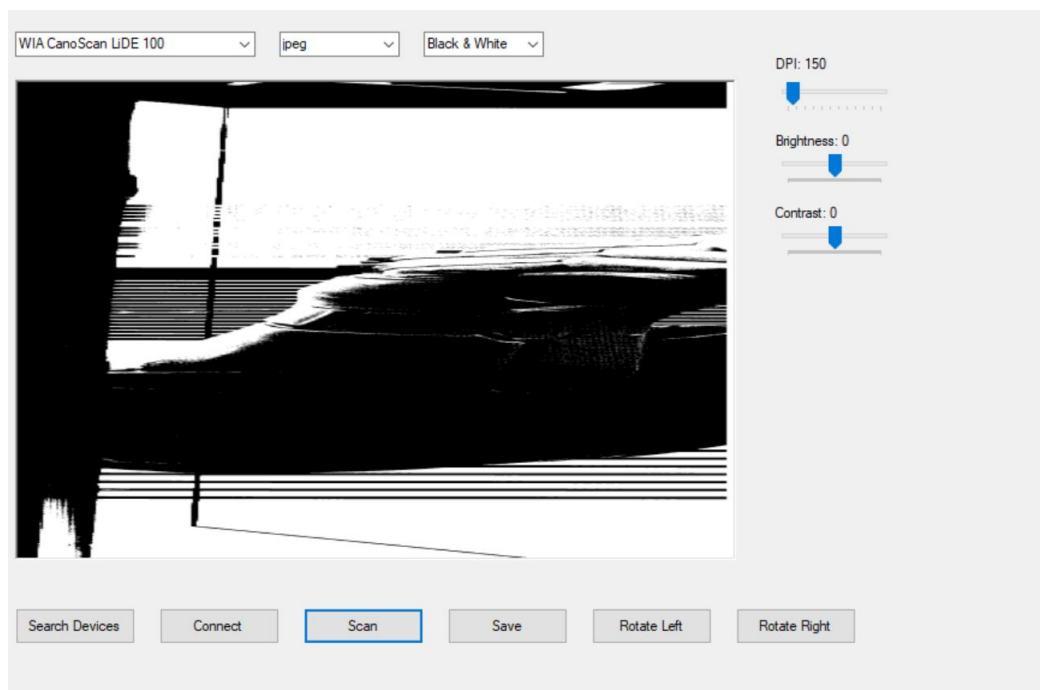 WIA CanoScan LiDE 100
jpeg
Black & White
DPI: 150
Brightness: 0
Contrast: 0
Search Devices
Connect
Scan
Save
Rotate Left
Rotate Right